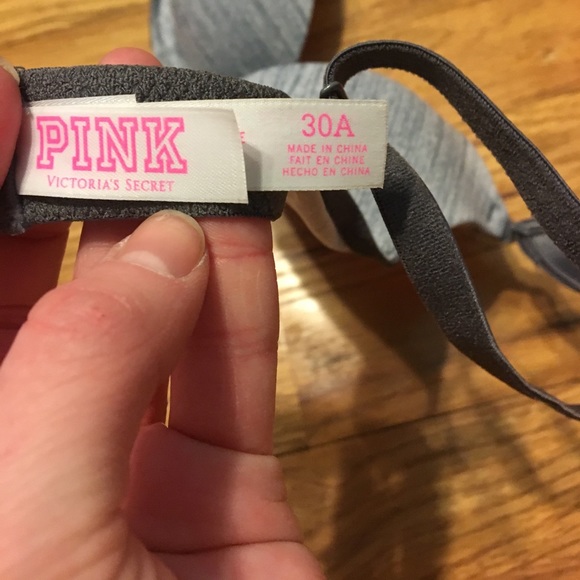 PINK
VICTORIA'S SECRET
30A
MADE IN CHINA
FAIT EN CHINE
HECHO EN CHINA